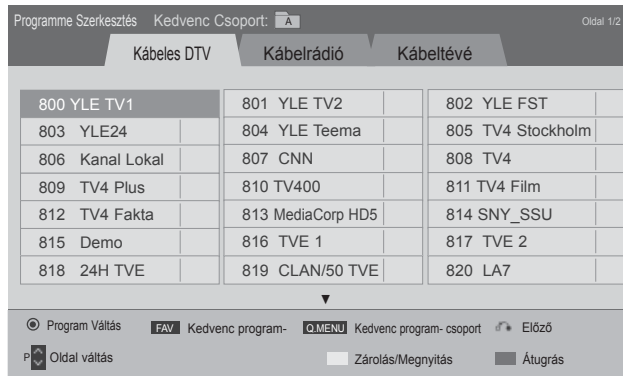 Programme Szerkesztés Kedvenc Csoport: A Oldal 1/2
Kábeles DTV Kábelrádió Kábeltévé
800 YLE TV1 801 YLE TV2 802 YLE FST
803 YLE24 804 YLE Teema 805 TV4 Stockholm
806 Kanal Lokal 807 CNN 808 TV4
809 TV4 Plus 810 TV400 811 TV4 Film
812 TV4 Fakta 813 MediaCorp HD5 814 SNY_SSU
815 Demo 816 TVE 1 817 TVE 2
818 24H TVE 819 CLAN/50 TVE 820 LA7
Program Váltás FAV Kedvenc program- Q.MENU Kedvenc program- csoport Előző
P Oldal váltás Zárolás/Megnyitás Átugrás